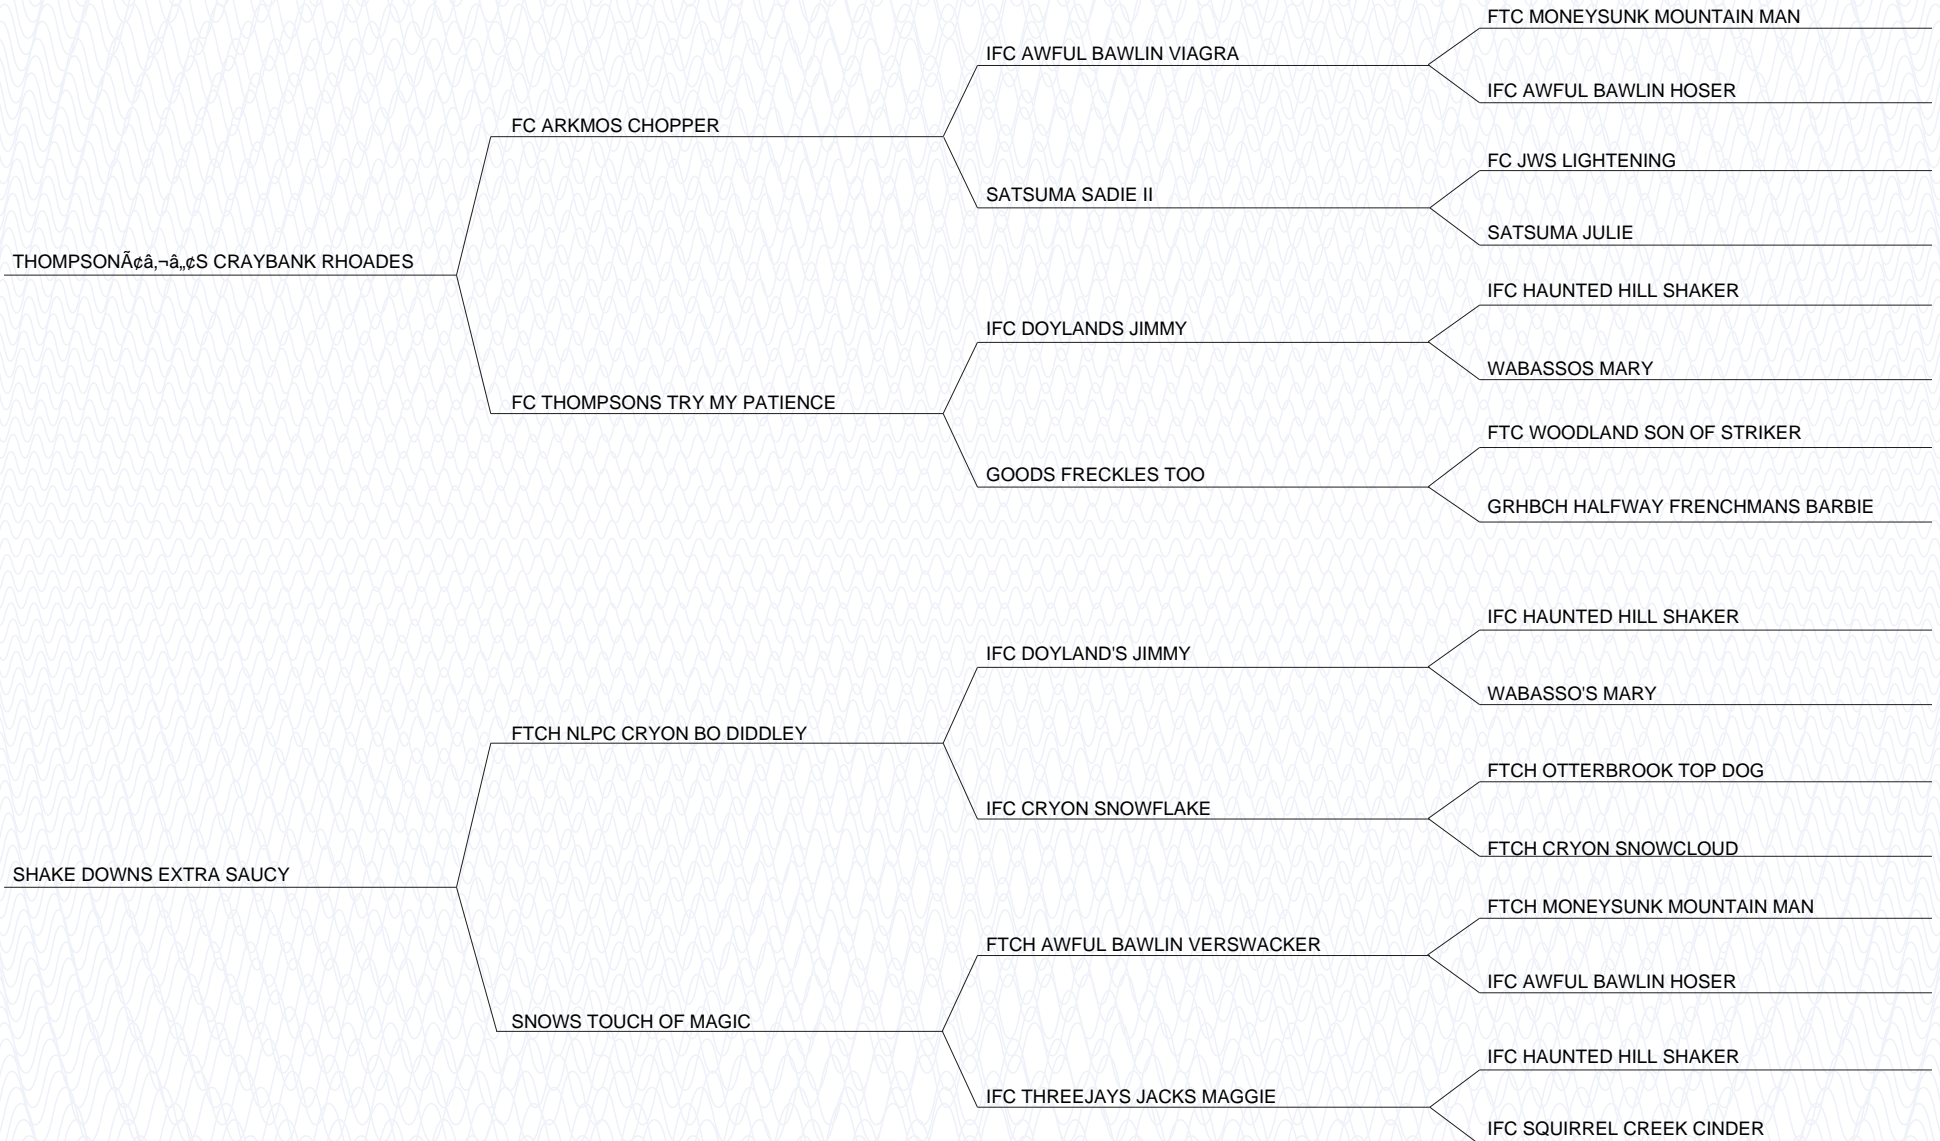 FTC MONEYSUNK MOUNTAIN MAN
IFC AWFUL BAWLIN VIAGRA
IFC AWFUL BAWLIN HOSER
FC ARKMOS CHOPPER
FC JWS LIGHTENING
SATSUMA SADIE II
SATSUMA JULIE
THOMPSONÃ¢â‚¬â„¢S CRAYBANK RHOADES
IFC HAUNTED HILL SHAKER
IFC DOYLANDS JIMMY
WABASSOS MARY
FC THOMPSONS TRY MY PATIENCE
FTC WOODLAND SON OF STRIKER
GOODS FRECKLES TOO
GRHBCH HALFWAY FRENCHMANS BARBIE
IFC HAUNTED HILL SHAKER
IFC DOYLAND'S JIMMY
WABASSO'S MARY
FTCH NLPC CRYON BO DIDDLEY
FTCH OTTERBROOK TOP DOG
IFC CRYON SNOWFLAKE
FTCH CRYON SNOWCLOUD
SHAKE DOWNS EXTRA SAUCY
FTCH MONEYSUNK MOUNTAIN MAN
FTCH AWFUL BAWLIN VERSWACKER
IFC AWFUL BAWLIN HOSER
SNOWS TOUCH OF MAGIC
IFC HAUNTED HILL SHAKER
IFC THREEJAYS JACKS MAGGIE
IFC SQUIRREL CREEK CINDER